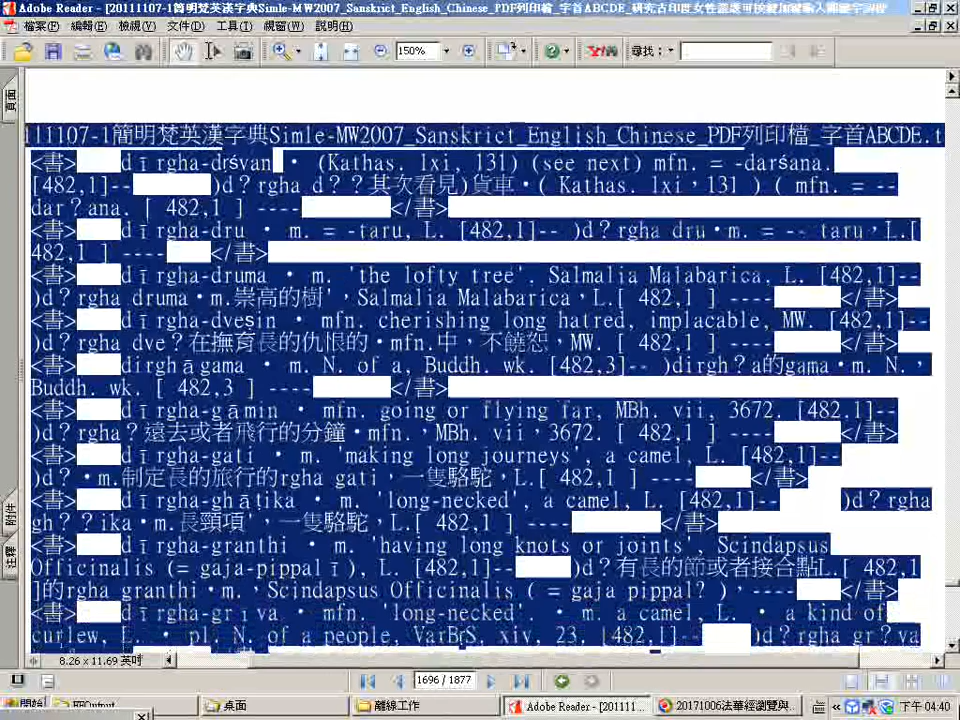 Adobe Reader - [20111107-1簡明梵英漢字典Simle-MW2007_Sanskrict_English_Chinese_PDF列印檔_字首ABCDE_研究古印度女性
檔案(F) 編輯(E) 檢視(V) 文件(D) 工具(T) 視窗(W) 說明(H)
150% 尋找:
頁面
111107-1簡明梵英漢字典Simle-MW2007_Sanskrict_English_Chinese_PDF列印檔_字首ABCDE.t
<書> dīrgha-drśvan • (Kathas. lxi, 131) (see next) mfn. = -darśana.
[482,1]-- )d?rgha d??其次看見)貨車•( Kathas. lxi,131 ) ( mfn. = --
dar?ana. [ 482,1 ] ---- </書>
<書> dīrgha-dru • m. = -taru, L. [482,1]-- )d?rgha dru•m. = -- taru,L.[
482,1 ] ---- </書>
<書> dīrgha-druma • m. 'the lofty tree'. Salmalia Malabarica, L. [482,1]--
)d?rgha druma•m.崇高的樹',Salmalia Malabarica,L.[ 482,1 ] ---- </書>
<書> dīrgha-dveṣin • mfn. cherishing long hatred, implacable, MW. [482,1]--
)d?rgha dve?在撫育長的仇恨的•mfn.中,不饒恕,MW. [ 482,1 ] ---- </書>
<書> dirghāgama • m. N. of a, Buddh. wk. [482,3]-- )dirgh?a的gama•m. N.,
Buddh. wk. [ 482,3 ] ---- </書>
<書> dīrgha-gāmin • mfn. going or flying far, MBh. vii, 3672. [482.1]--
)d?rgha?遠去或者飛行的分鐘•mfn.,MBh. vii,3672. [ 482,1 ] ---- </書>
<書> dīrgha-gati • m. 'making long journeys', a camel, L. [482,1]--
)d?•m.制定長的旅行的rgha gati,一隻駱駝,L.[ 482,1 ] ---- </書>
<書> dīrgha-ghāṭika • m. 'long-necked', a camel, L. [482,1]-- )d?rgha
gh??ika•m.長頸項',一隻駱駝,L.[ 482,1 ] ---- </書>
<書> dīrgha-granthi • m. 'having long knots or joints', Scindapsus
Officinalis (= gaja-pippalī), L. [482,1]-- )d?有長的節或者接合點L.[ 482,1
]的rgha granthi•m.,Scindapsus Officinalis ( = gaja pippal? ),---- </書>
<書> dīrgha-grīva • mfn. 'long-necked' • m. a camel, L. • a kind of
curlew, L. • pl. N. of a people, VarBrS. xiv, 23. [482,1]-- )d?rgha gr?va
附件
註釋
8.26 x 11.69 英吋
1696 / 1877
開始 桌面 離線工作 Adobe Reader - [201111... 20171006法華經瀏覽與... 下午 04:40